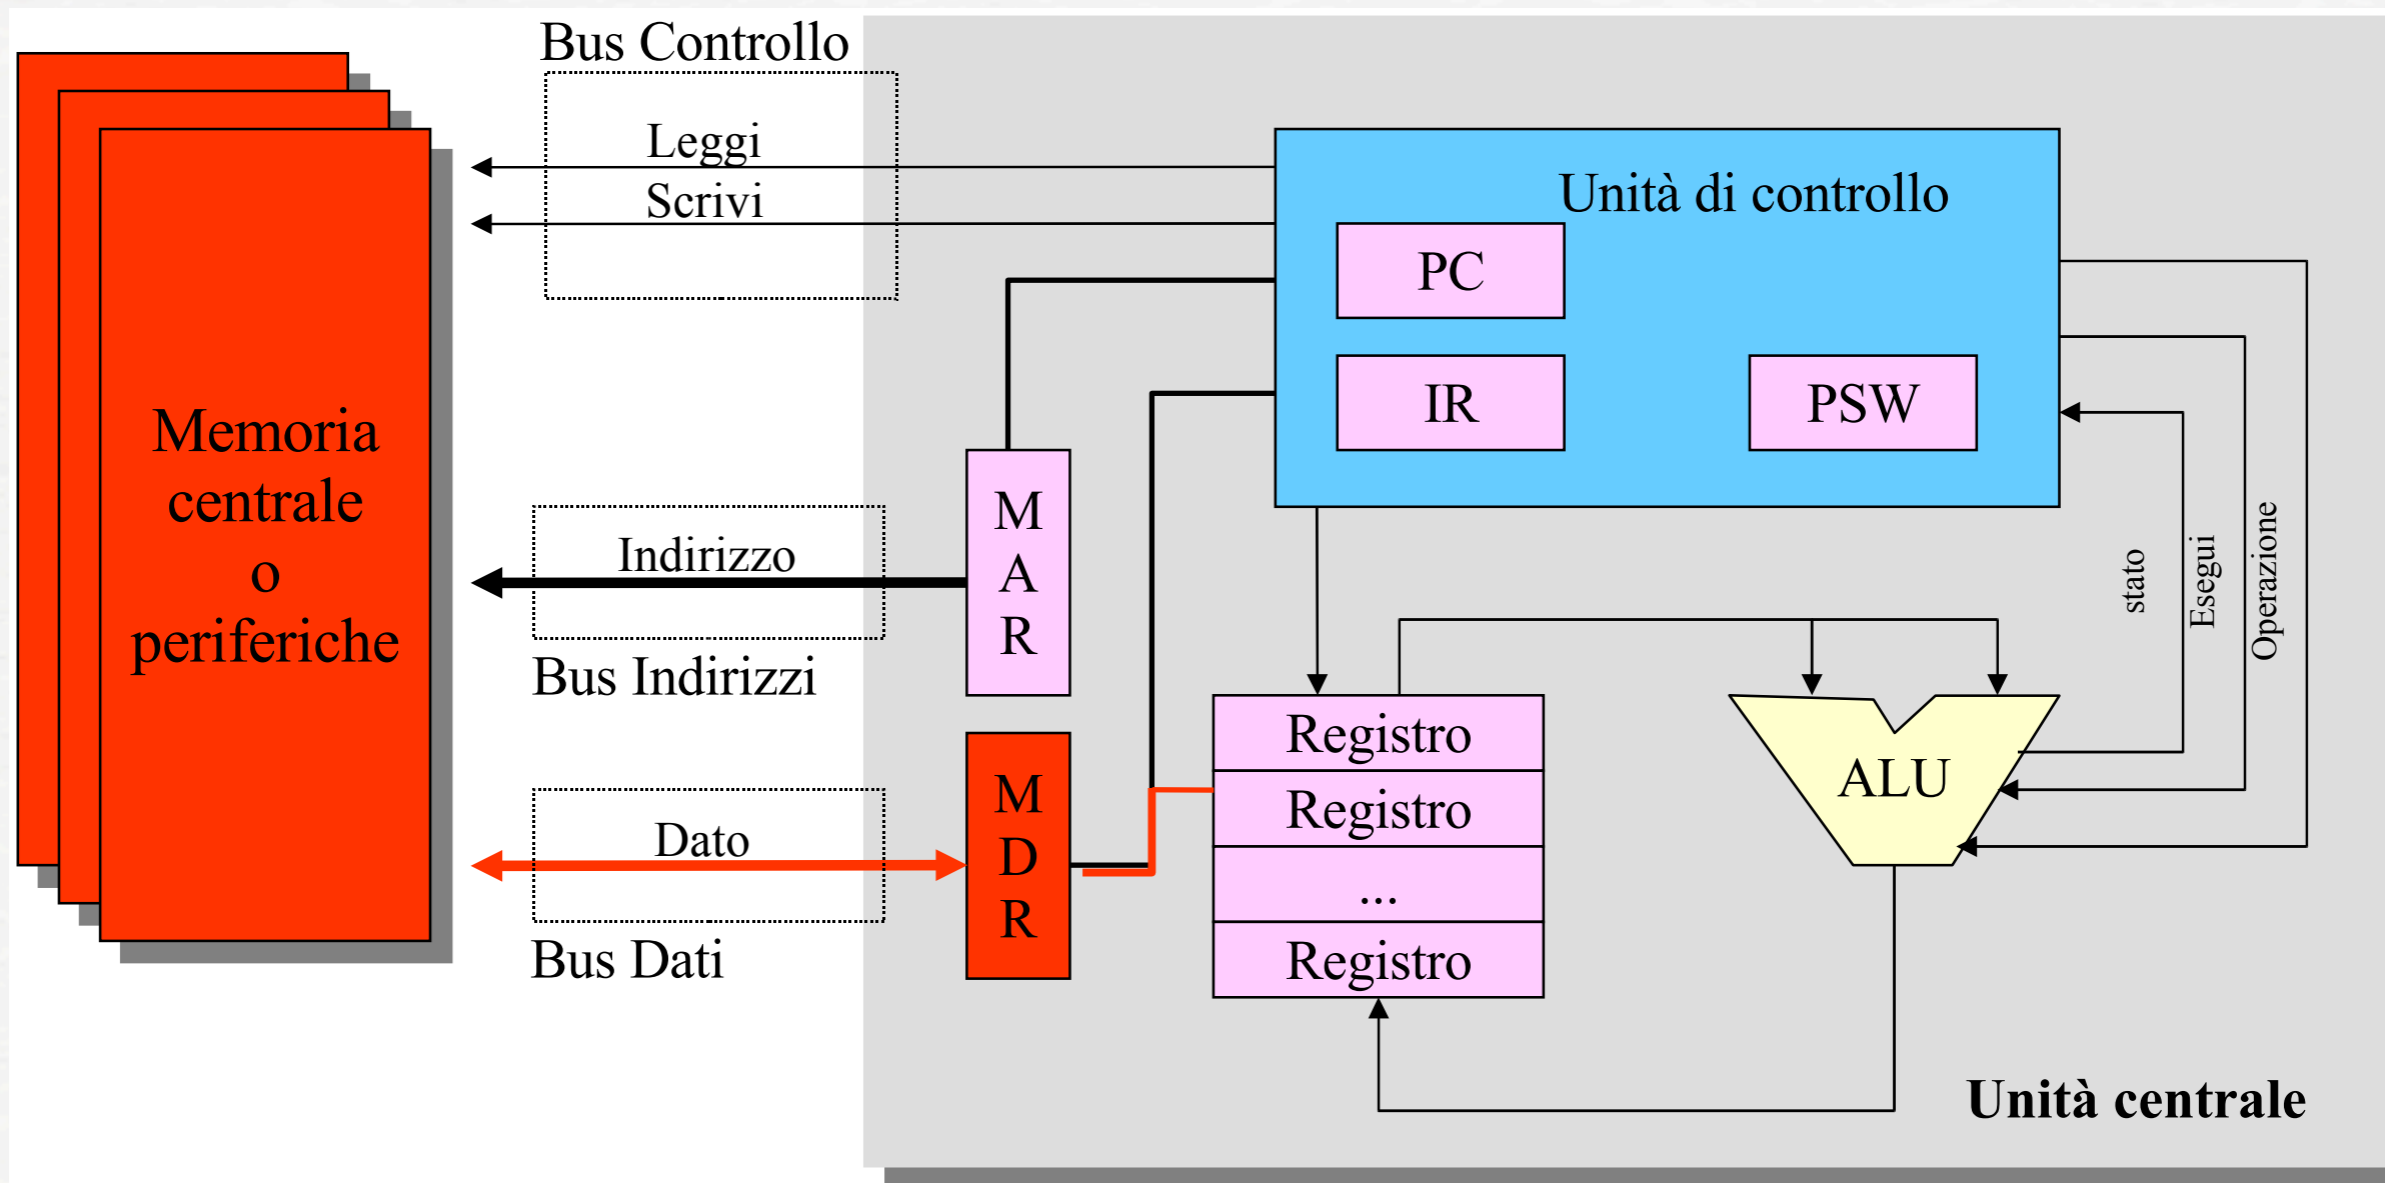 Bus Controllo
Leggi
Scrivi
Unità di controllo
PC
IR
PSW
Memoria
centrale
o
periferiche
Indirizzo
Bus Indirizzi
M
A
R
stato
Esegui
Operazione
Registro
Registro
...
Registro
ALU
Dato
Bus Dati
M
D
R
Unità centrale